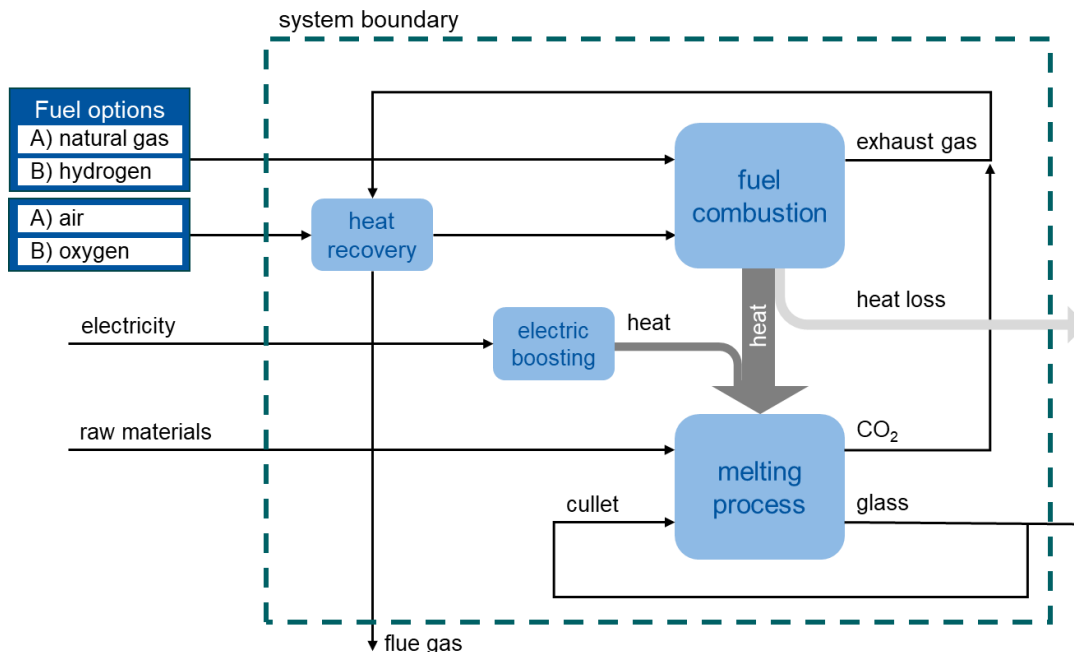 system boundary
Fuel options
A) natural gas
B) hydrogen
A) air
B) oxygen
heat
recovery
fuel
combustion
exhaust gas
heat loss
heat
electricity
electric
boosting
heat
raw materials
melting
process
CO₂
cullet
glass
flue gas